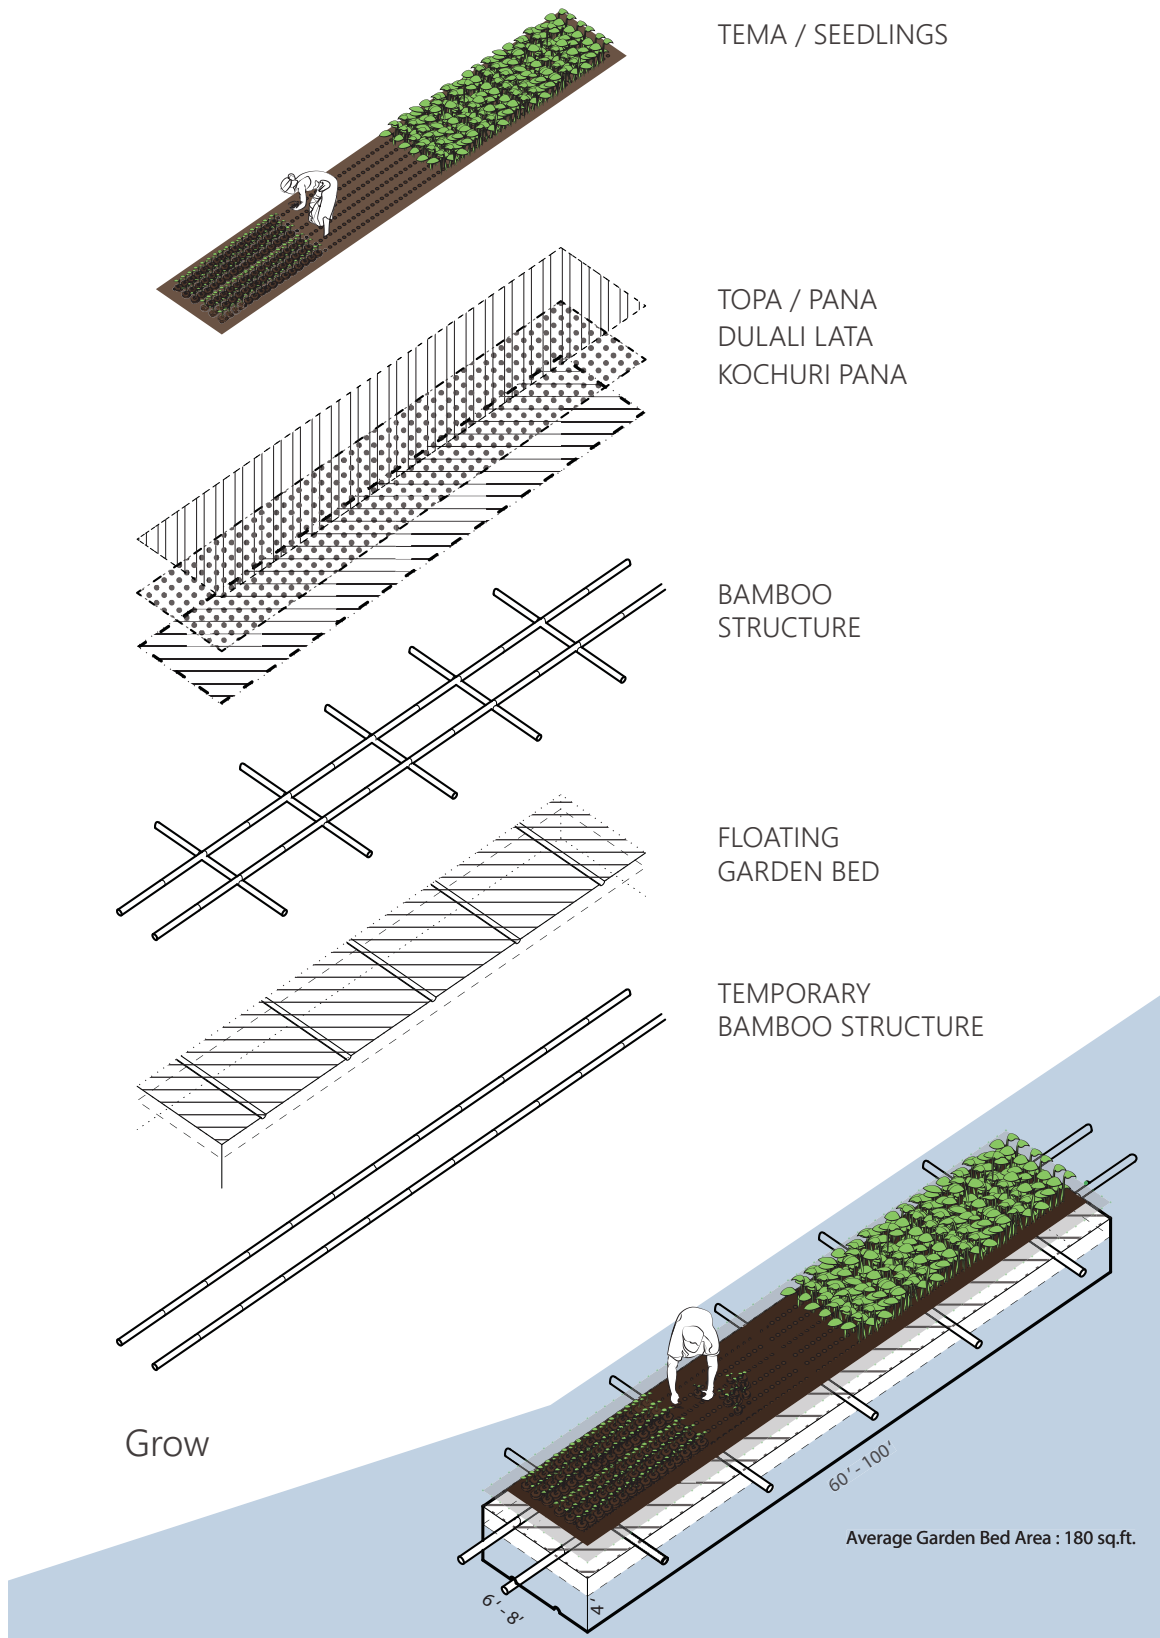 TEMA / SEEDLINGS
TOPA / PANA
DULALI LATA
KOCHURI PANA
BAMBOO
STRUCTURE
FLOATING
GARDEN BED
TEMPORARY
BAMBOO STRUCTURE
Grow
60’-100’
Average Garden Bed Area : 180 sq.ft.
6’-8’
4’